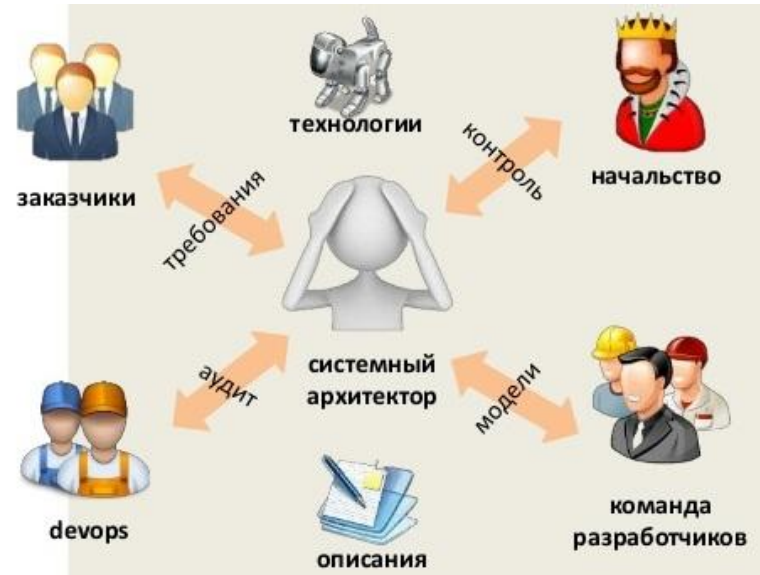 технологии
контроль
начальство
заказчики
требования
системный
архитектор
аудит
модели
devops
описания
команда
разработчиков